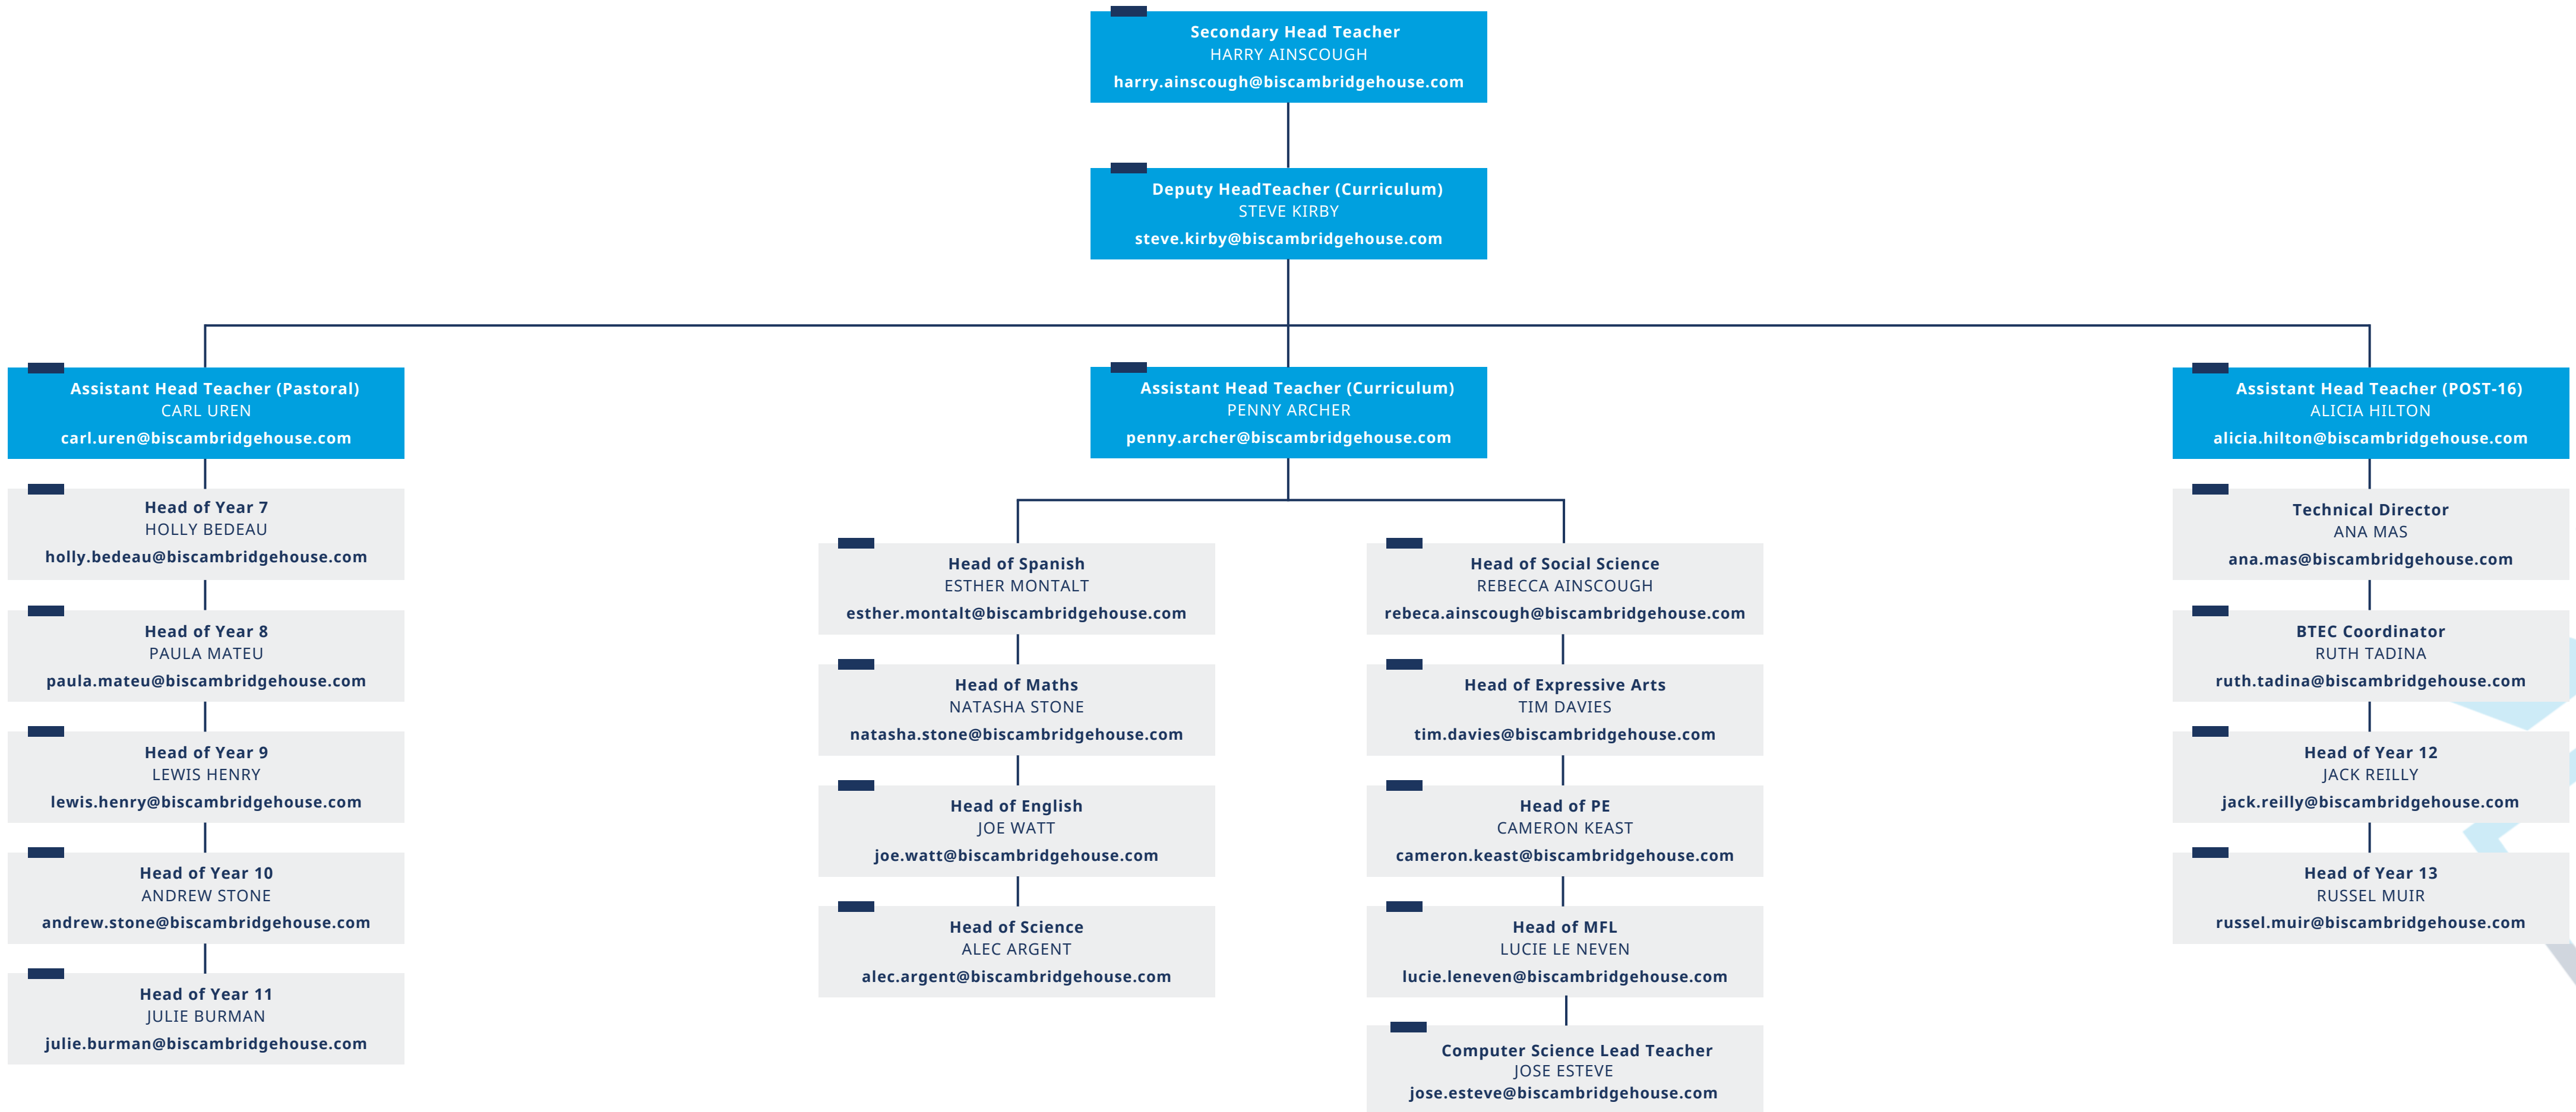 Secondary Head Teacher
HARRY AINSCOUGH
harry.ainscough@biscambridgehouse.com
Deputy HeadTeacher (Curriculum)
STEVE KIRBY
steve.kirby@biscambridgehouse.com
Assistant Head Teacher (Pastoral)
CARL UREN
carl.uren@biscambridgehouse.com
Head of Year 7
HOLLY BEDEAU
holly.bedeau@biscambridgehouse.com
Head of Year 8
PAULA MATEU
paula.mateu@biscambridgehouse.com
Head of Year 9
LEWIS HENRY
lewis.henry@biscambridgehouse.com
Head of Year 10
ANDREW STONE
andrew.stone@biscambridgehouse.com
Head of Year 11
JULIE BURMAN
julie.burman@biscambridgehouse.com
Assistant Head Teacher (Curriculum)
PENNY ARCHER
penny.archer@biscambridgehouse.com
Head of Spanish
ESTHER MONTALT
esther.montalt@biscambridgehouse.com
Head of Maths
NATASHA STONE
natasha.stone@biscambridgehouse.com
Head of English
JOE WATT
joe.watt@biscambridgehouse.com
Head of Science
ALEC ARGENT
alec.argent@biscambridgehouse.com
Head of Social Science
REBECCA AINSCOUGH
rebeca.ainscough@biscambridgehouse.com
Head of Expressive Arts
TIM DAVIES
tim.davies@biscambridgehouse.com
Head of PE
CAMERON KEAST
cameron.keast@biscambridgehouse.com
Head of MFL
LUCIE LE NEVEN
lucie.leneven@biscambridgehouse.com
Computer Science Lead Teacher
JOSE ESTEVE
jose.esteve@biscambridgehouse.com
Assistant Head Teacher (POST-16)
ALICIA HILTON
alicia.hilton@biscambridgehouse.com
Technical Director
ANA MAS
ana.mas@biscambridgehouse.com
BTEC Coordinator
RUTH TADINA
ruth.tadina@biscambridgehouse.com
Head of Year 12
JACK REILLY
jack.reilly@biscambridgehouse.com
Head of Year 13
RUSSEL MUIR
russel.muir@biscambridgehouse.com